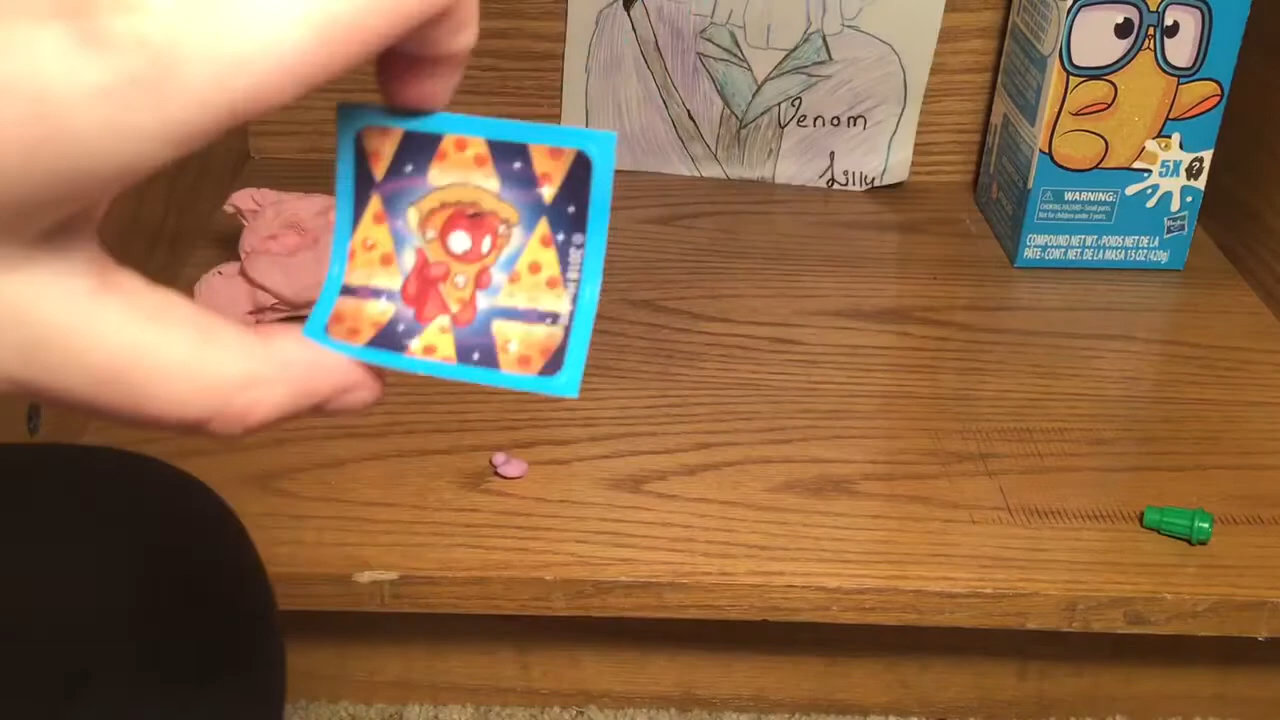 Venom
Lilly
5X ?
WARNING:
CHOKING HAZARD–Small parts.
Not for children under 3 years.
Hasbro
COMPOUND NET WT. • POIDS NET DE LA
PÂTE • CONT. NET. DE LA MASA 15 OZ (420g)